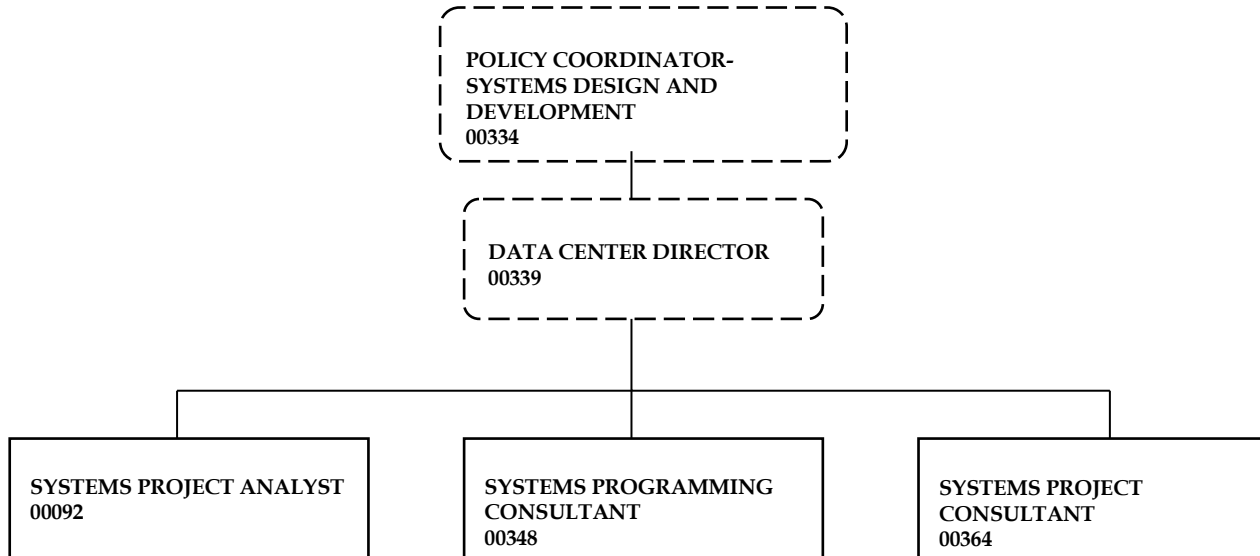 POLICY COORDINATOR-
SYSTEMS DESIGN AND
DEVELOPMENT
00334
DATA CENTER DIRECTOR
00339
SYSTEMS PROJECT ANALYST
00092
SYSTEMS PROGRAMMING
CONSULTANT
00348
SYSTEMS PROJECT
CONSULTANT
00364